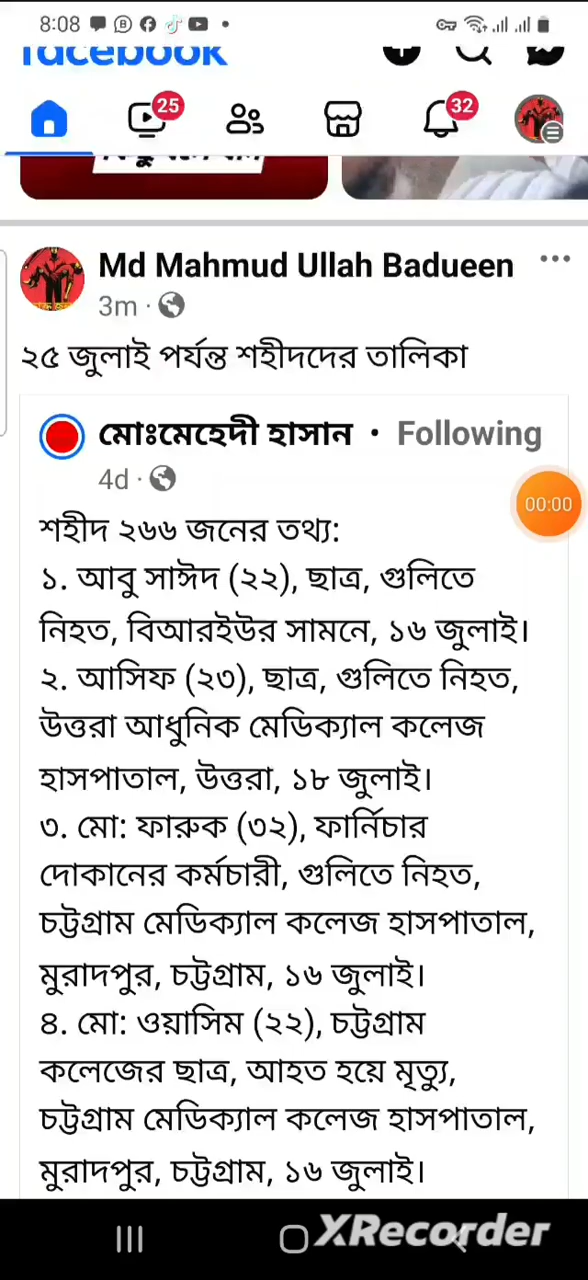 8:08
facebook
25
32
Md Mahmud Ullah Badueen
3m
২৫ জুলাই পর্যন্ত শহীদদের তালিকা
মোঃমেহেদী হাসান • Following
4d
00:00
শহীদ ২৬৬ জনের তথ্য:
১. আবু সাঈদ (২২), ছাত্র, গুলিতে
নিহত, বিআরইউর সামনে, ১৬ জুলাই।
২. আসিফ (২৩), ছাত্র, গুলিতে নিহত,
উত্তরা আধুনিক মেডিক্যাল কলেজ
হাসপাতাল, উত্তরা, ১৮ জুলাই।
৩. মো: ফারুক (৩২), ফার্নিচার
দোকানের কর্মচারী, গুলিতে নিহত,
চট্টগ্রাম মেডিক্যাল কলেজ হাসপাতাল,
মুরাদপুর, চট্টগ্রাম, ১৬ জুলাই।
৪. মো: ওয়াসিম (২২), চট্টগ্রাম
কলেজের ছাত্র, আহত হয়ে মৃত্যু,
চট্টগ্রাম মেডিক্যাল কলেজ হাসপাতাল,
মুরাদপুর, চট্টগ্রাম, ১৬ জুলাই।
XRecorder